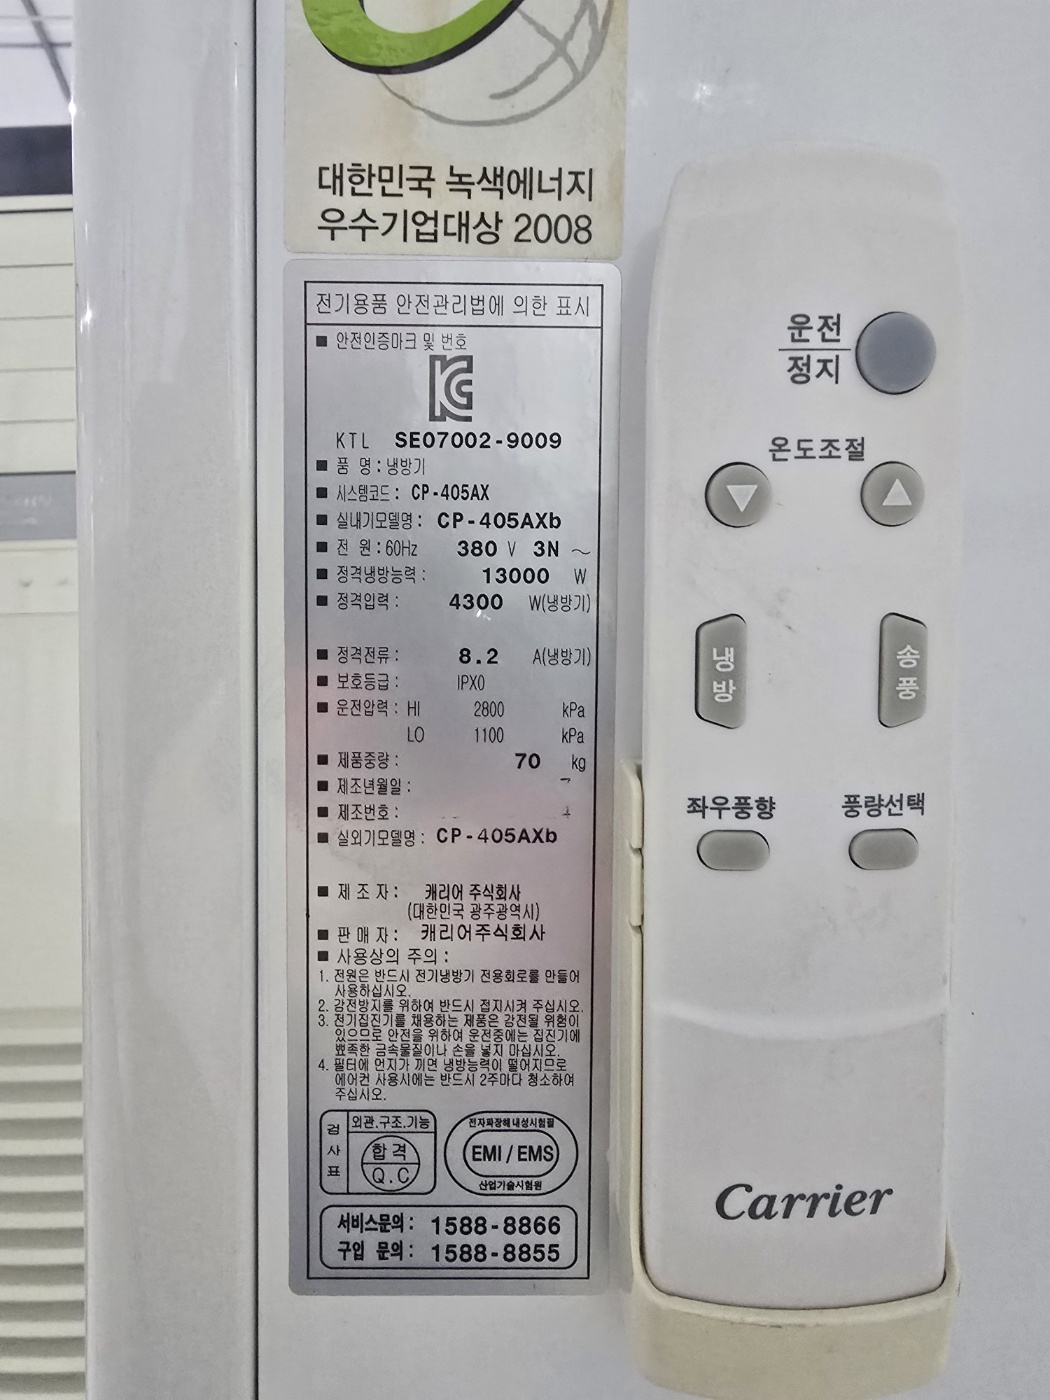 대한민국 녹색에너지
우수기업대상 2008
전기용품 안전관리법에 의한 표시
■ 안전인증마크 및 번호
KTL SE07002-9009
■ 품 명 : 냉방기
■ 시스템코드 : CP-405AX
■ 실내기모델명 : CP-405AXb
■ 전 원 : 60Hz 380 V 3N ~
■ 정격냉방능력 : 13000 W
■ 정격입력 : 4300 W(냉방기)
■ 정격전류 : 8.2 A(냉방기)
■ 보호등급 : IPX0
■ 운전압력 : HI 2800 kPa
LO 1100 kPa
■ 제품중량 : 70 kg
■ 제조년월일 :
■ 제조번호 :
■ 실외기모델명 : CP-405AXb
■ 제 조 자 : 캐리어 주식회사
(대한민국 광주광역시)
■ 판 매 자 : 캐리어주식회사
■ 사용상의 주의 :
1. 전원은 반드시 전기냉방기 전용회로를 만들어
사용하십시오.
2. 감전방지를 위하여 반드시 접지시켜 주십시오.
3. 전기집진기를 채용하는 제품은 감전될 위험이
있으므로 안전을 위하여 운전중에는 집진기에
뾰족한 금속물질이나 손을 넣지 마십시오.
4. 필터에 먼지가 끼면 냉방능력이 떨어지므로
에어컨 사용시에는 반드시 2주마다 청소하여
주십시오.
검사표
외관.구조.기능
합격
Q.C
전자파장해내성시험필
EMI / EMS
산업기술시험원
서비스문의 : 1588-8866
구입 문의 : 1588-8855
운전
정지
온도조절
▼ ▲
냉방
송풍
좌우풍향 풍량선택
Carrier